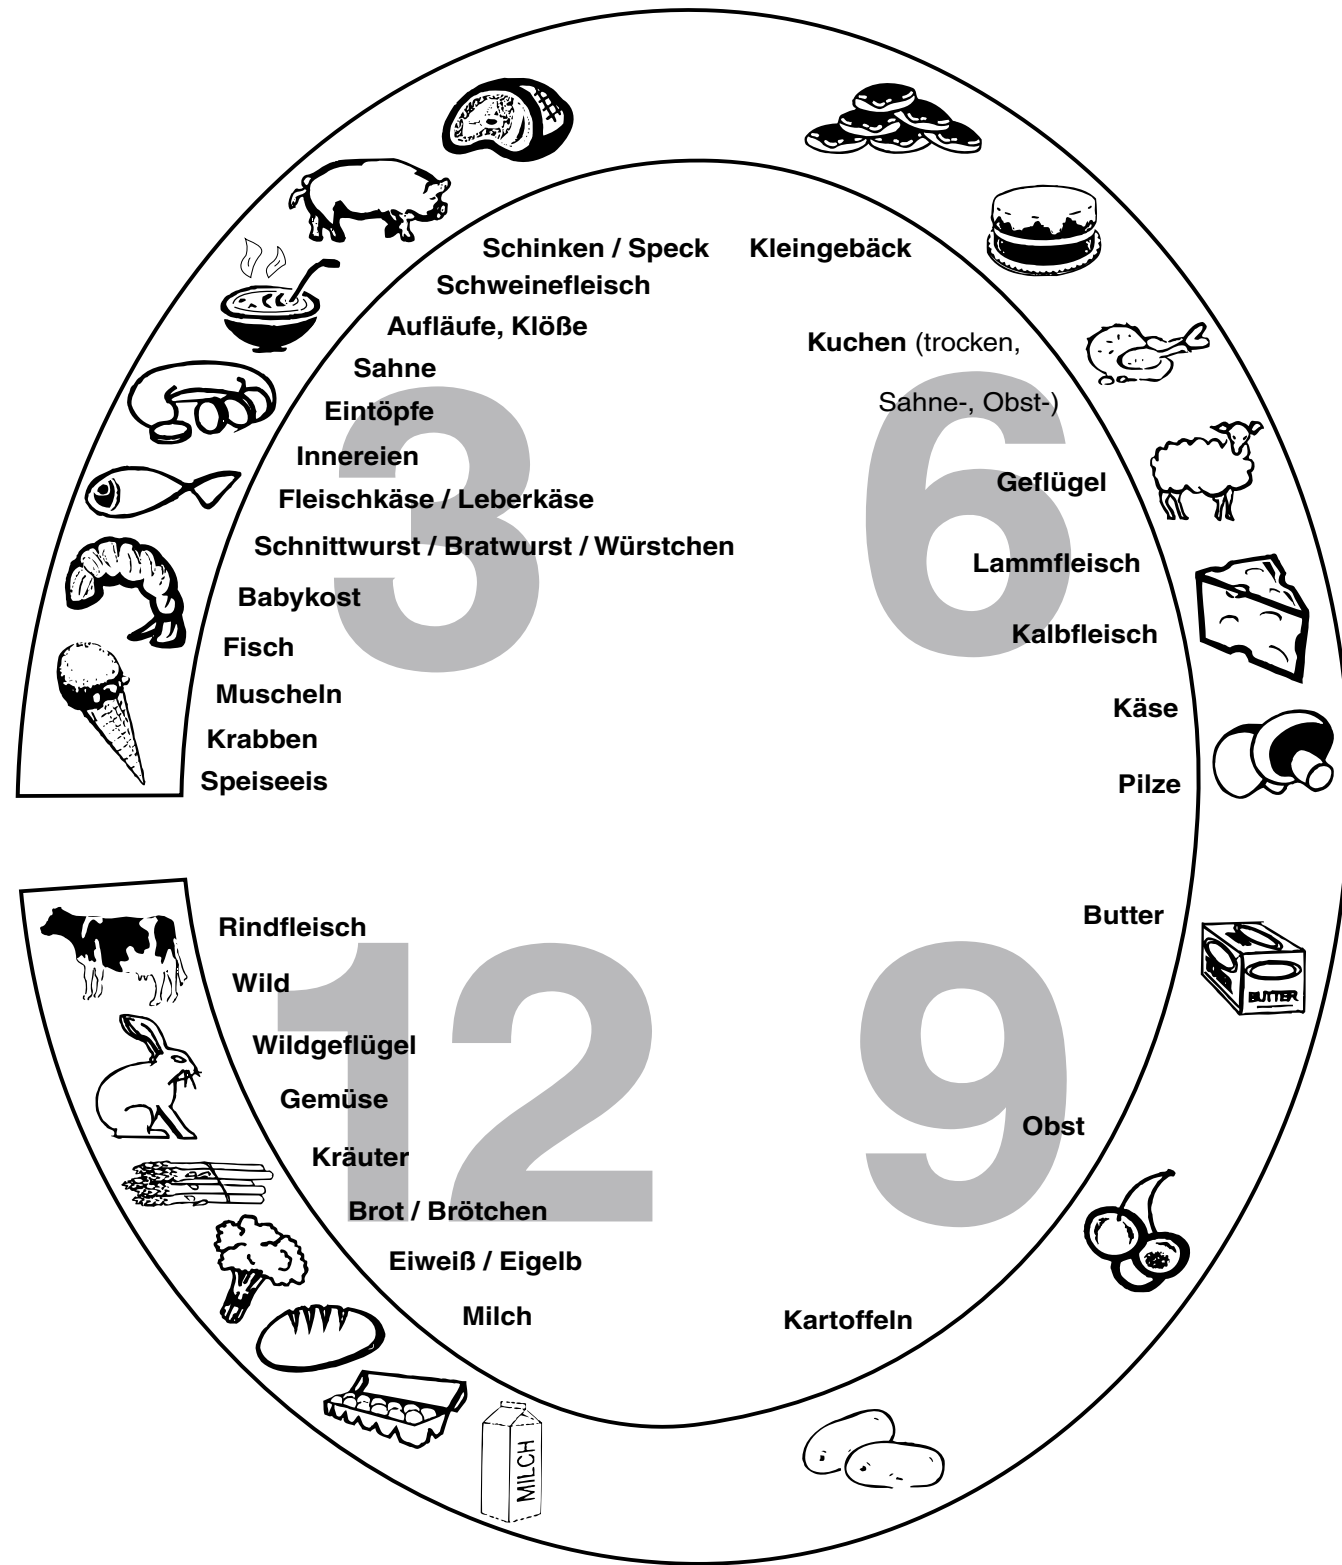 Schinken / Speck
Schweinefleisch
Aufläufe, Klöße
Sahne
Eintöpfe
Innereien
Fleischkäse / Leberkäse
Schnittwurst / Bratwurst / Würstchen
Babykost
Fisch
Muscheln
Krabben
Speiseeis
3
Kleingebäck
Kuchen (trocken,
Sahne-, Obst-)
Geflügel
Lammfleisch
Kalbfleisch
Käse
Pilze
6
Rindfleisch
Wild
Wildgeflügel
Gemüse
Kräuter
Brot / Brötchen
Eiweiß / Eigelb
Milch
12
MILCH
Butter
Obst
Kartoffeln
9
BUTTER